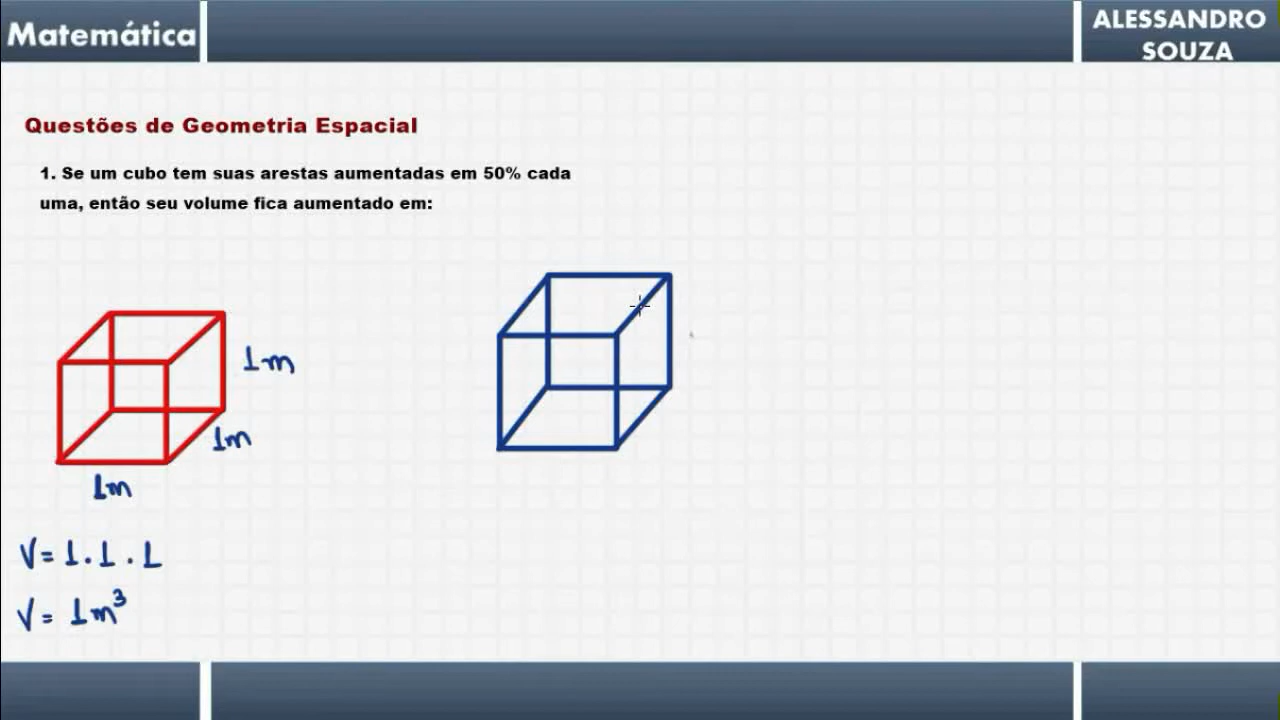 Matemática
ALESSANDRO
SOUZA
Questões de Geometria Espacial
1. Se um cubo tem suas arestas aumentadas em 50% cada
uma, então seu volume fica aumentado em:
1m
1m
1m
V = 1 . 1 . 1
V = 1m³